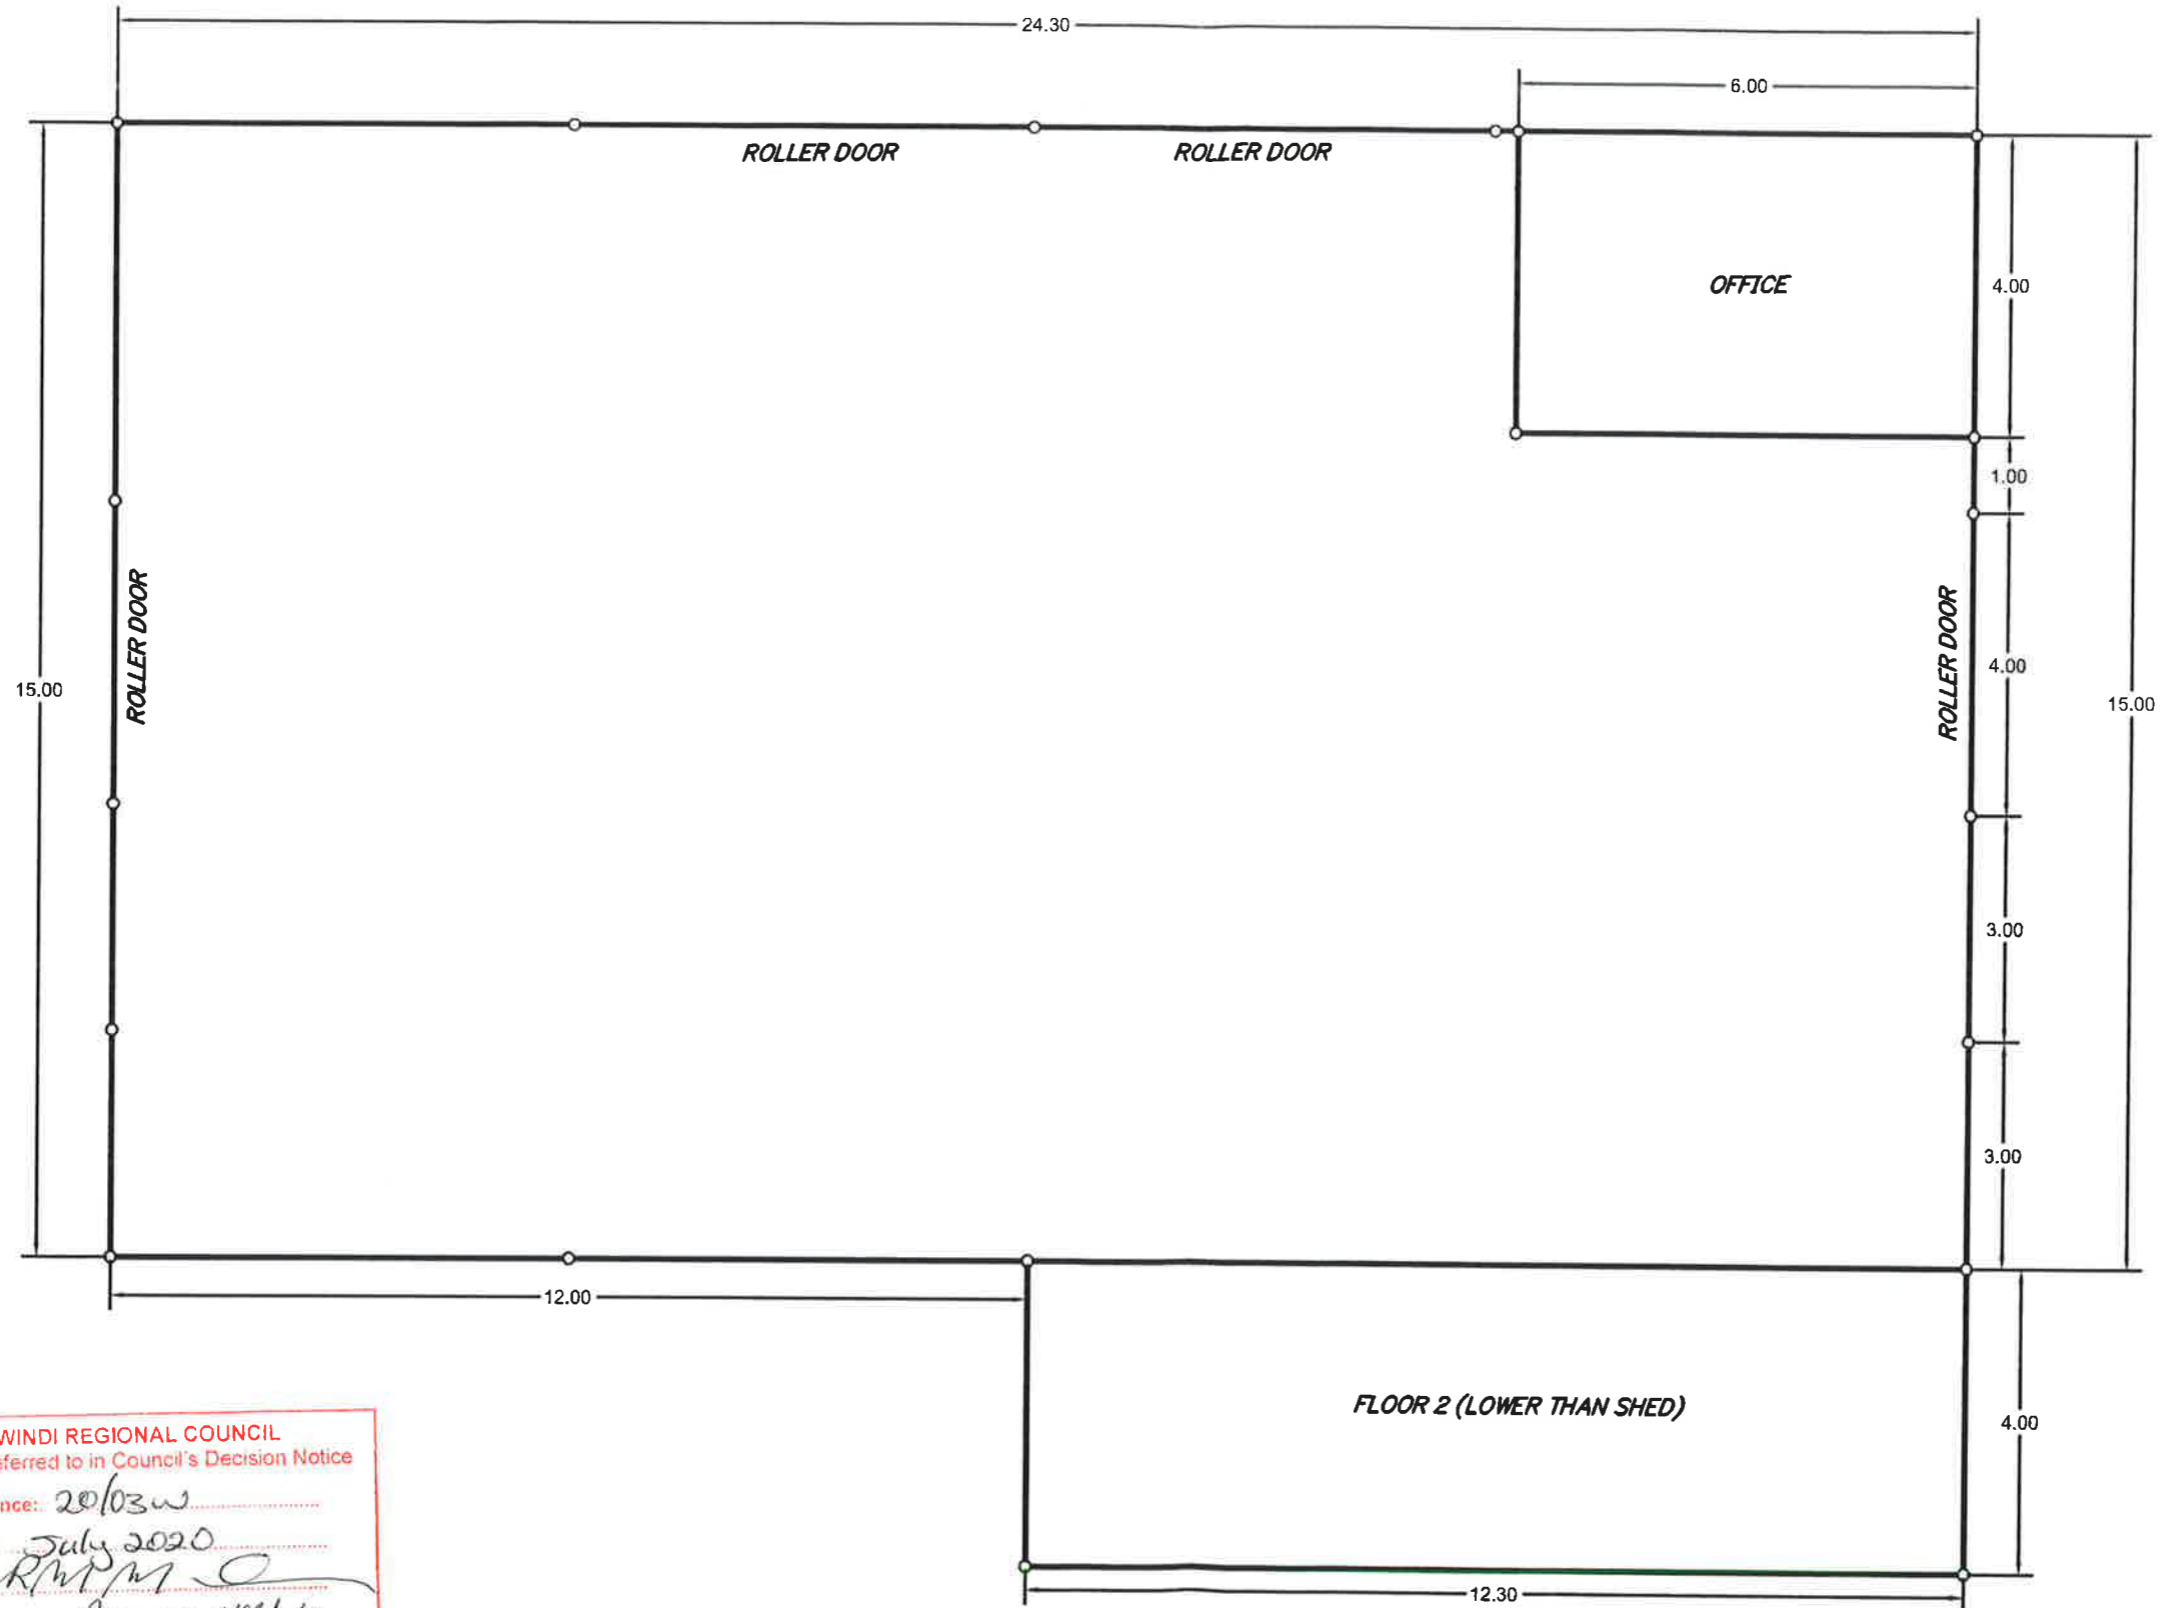 24.30
6.00
ROLLER DOOR
ROLLER DOOR
OFFICE
4.00
1.00
ROLLER DOOR
ROLLER DOOR
4.00
15.00
15.00
3.00
3.00
12.00
FLOOR 2 (LOWER THAN SHED)
4.00
12.30
WINDI REGIONAL COUNCIL
ferred to in Council's Decision Notice
nce: 20/03W
July 2020